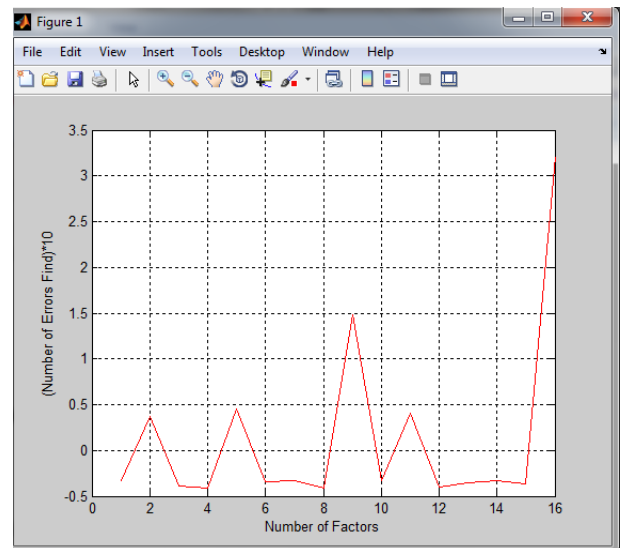 Figure 1
File Edit View Insert Tools Desktop Window Help
3.5
3
2.5
2
1.5
1
0.5
0
-0.5
(Number of Errors Find)*10
0 2 4 6 8 10 12 14 16
Number of Factors